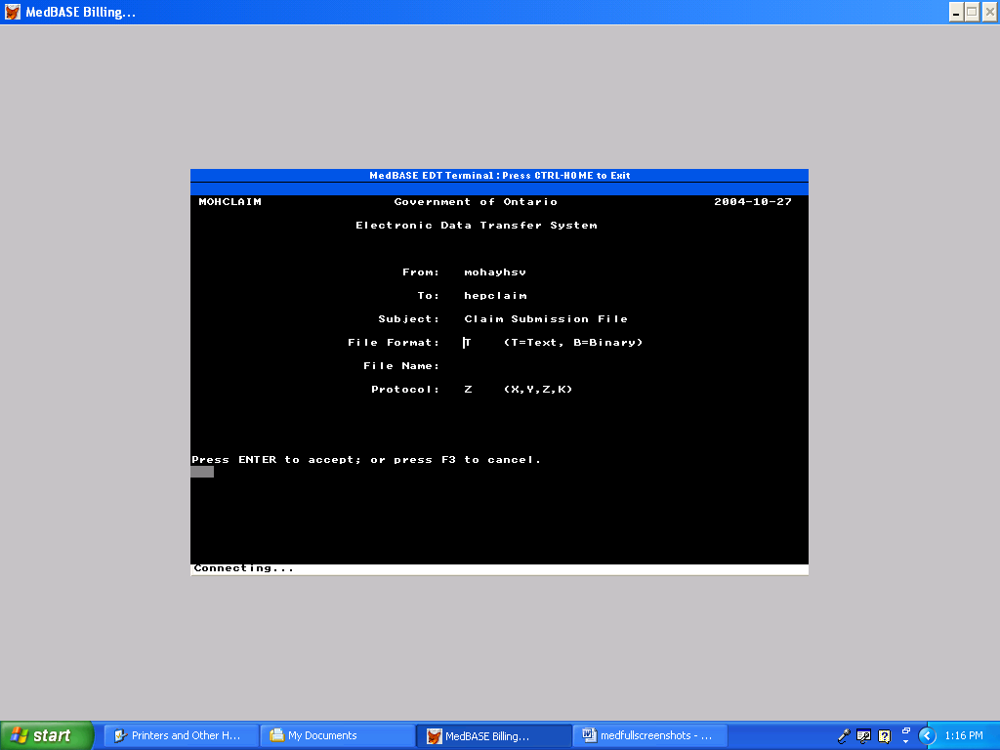 MedBASE Billing...
MedBASE EDT Terminal : Press CTRL-HOME to Exit
MOHCLAIM Government of Ontario 2004-10-27
Electronic Data Transfer System
From: mohayhsv
To: hepclaim
Subject: Claim Submission File
File Format: T (T=Text, B=Binary)
File Name:
Protocol: Z (X,Y,Z,K)
Press ENTER to accept; or press F3 to cancel.
Connecting...
start Printers and Other H... My Documents MedBASE Billing... medfullscreenshots - ... 1:16 PM